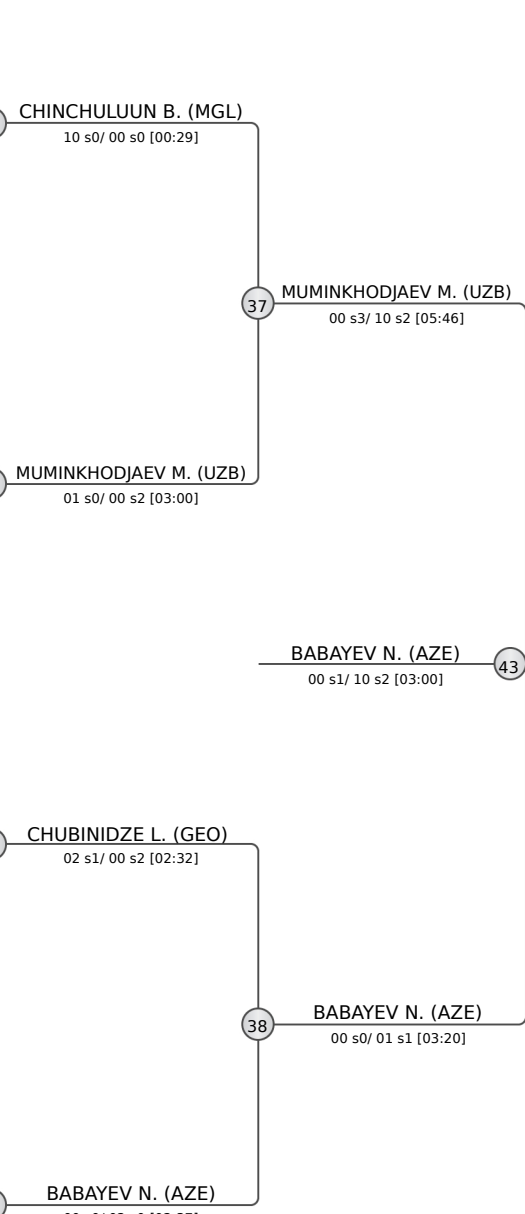 CHINCHULUUN B. (MGL)
10 s0/ 00 s0 [00:29]
37
MUMINKHODJAEV M. (UZB)
00 s3/ 10 s2 [05:46]
MUMINKHODJAEV M. (UZB)
01 s0/ 00 s2 [03:00]
BABAYEV N. (AZE)
43
00 s1/ 10 s2 [03:00]
CHUBINIDZE L. (GEO)
02 s1/ 00 s2 [02:32]
38
BABAYEV N. (AZE)
00 s0/ 01 s1 [03:20]
BABAYEV N. (AZE)